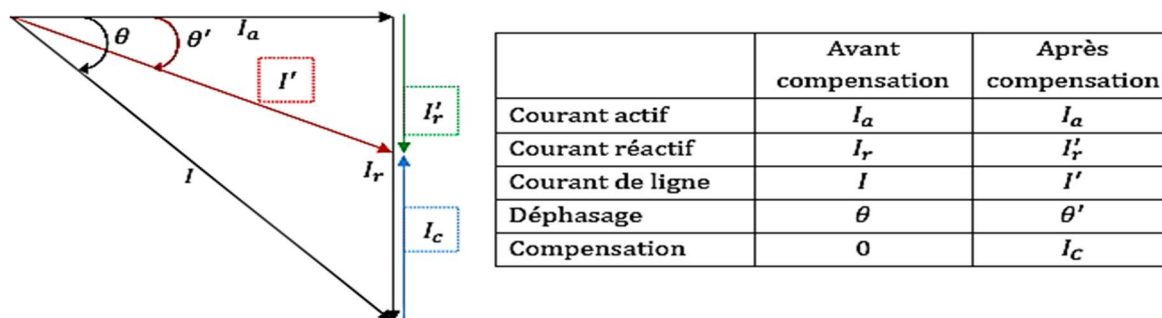 θ
θ'
I_a
I'
I'_r
I_r
I
I_c
Avant compensation
Après compensation
Courant actif I_a I_a
Courant réactif I_r I'_r
Courant de ligne I I'
Déphasage θ θ'
Compensation 0 I_C